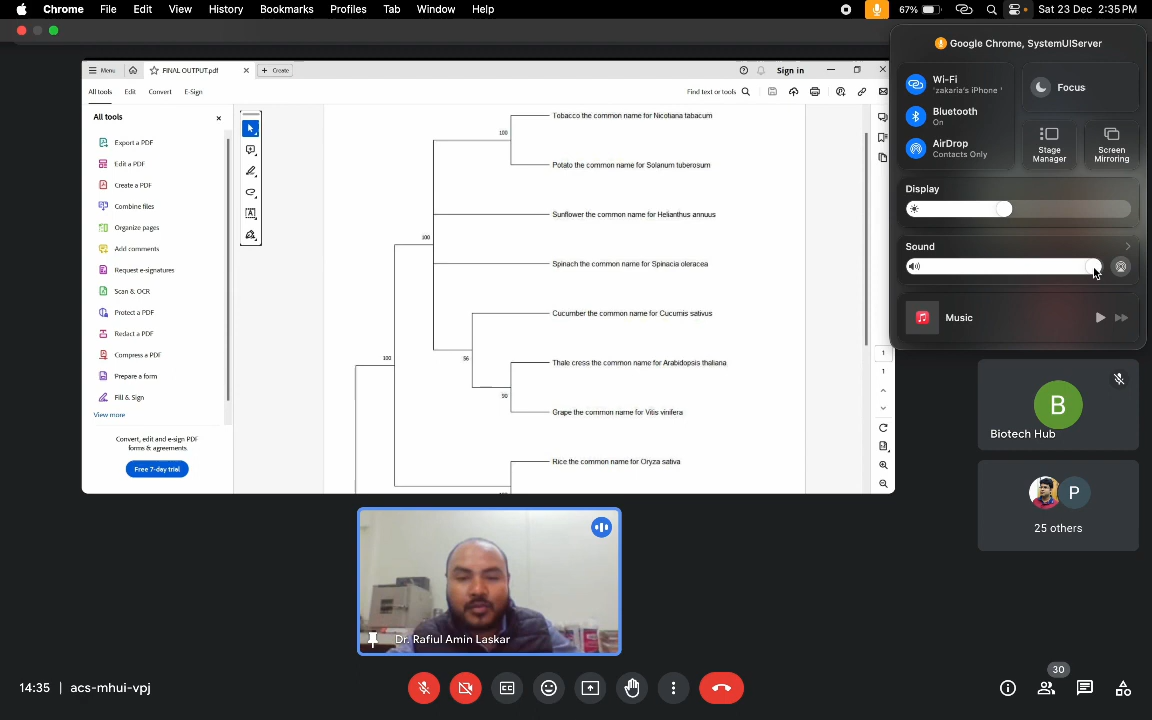 Chrome File Edit View History Bookmarks Profiles Tab Window Help 67% Sat 23 Dec 2:35 PM
Google Chrome, SystemUIServer
Wi-Fi
'zakaria's iPhone'
Focus
Bluetooth
On
AirDrop
Contacts Only
Stage
Manager
Screen
Mirroring
Display
Sound
Music
Menu FINAL OUTPUT.pdf Create Sign in
All tools Edit Convert E-Sign Find text or tools
All tools
Export a PDF
Edit a PDF
Create a PDF
Combine files
Organize pages
Add comments
Request e-signatures
Scan & OCR
Protect a PDF
Redact a PDF
Compress a PDF
Prepare a form
Fill & Sign
View more
Convert, edit and e-sign PDF
forms & agreements
Free 7-day trial
Tobacco the common name for Nicotiana tabacum
100
Potato the common name for Solanum tuberosum
Sunflower the common name for Helianthus annuus
100
Spinach the common name for Spinacia oleracea
Cucumber the common name for Cucumis sativus
100
56
Thale cress the common name for Arabidopsis thaliana
99
Grape the common name for Vitis vinifera
Rice the common name for Oryza sativa
1
1
B
Biotech Hub
P
25 others
Dr. Rafiul Amin Laskar
14:35 | acs-mhui-vpj
30